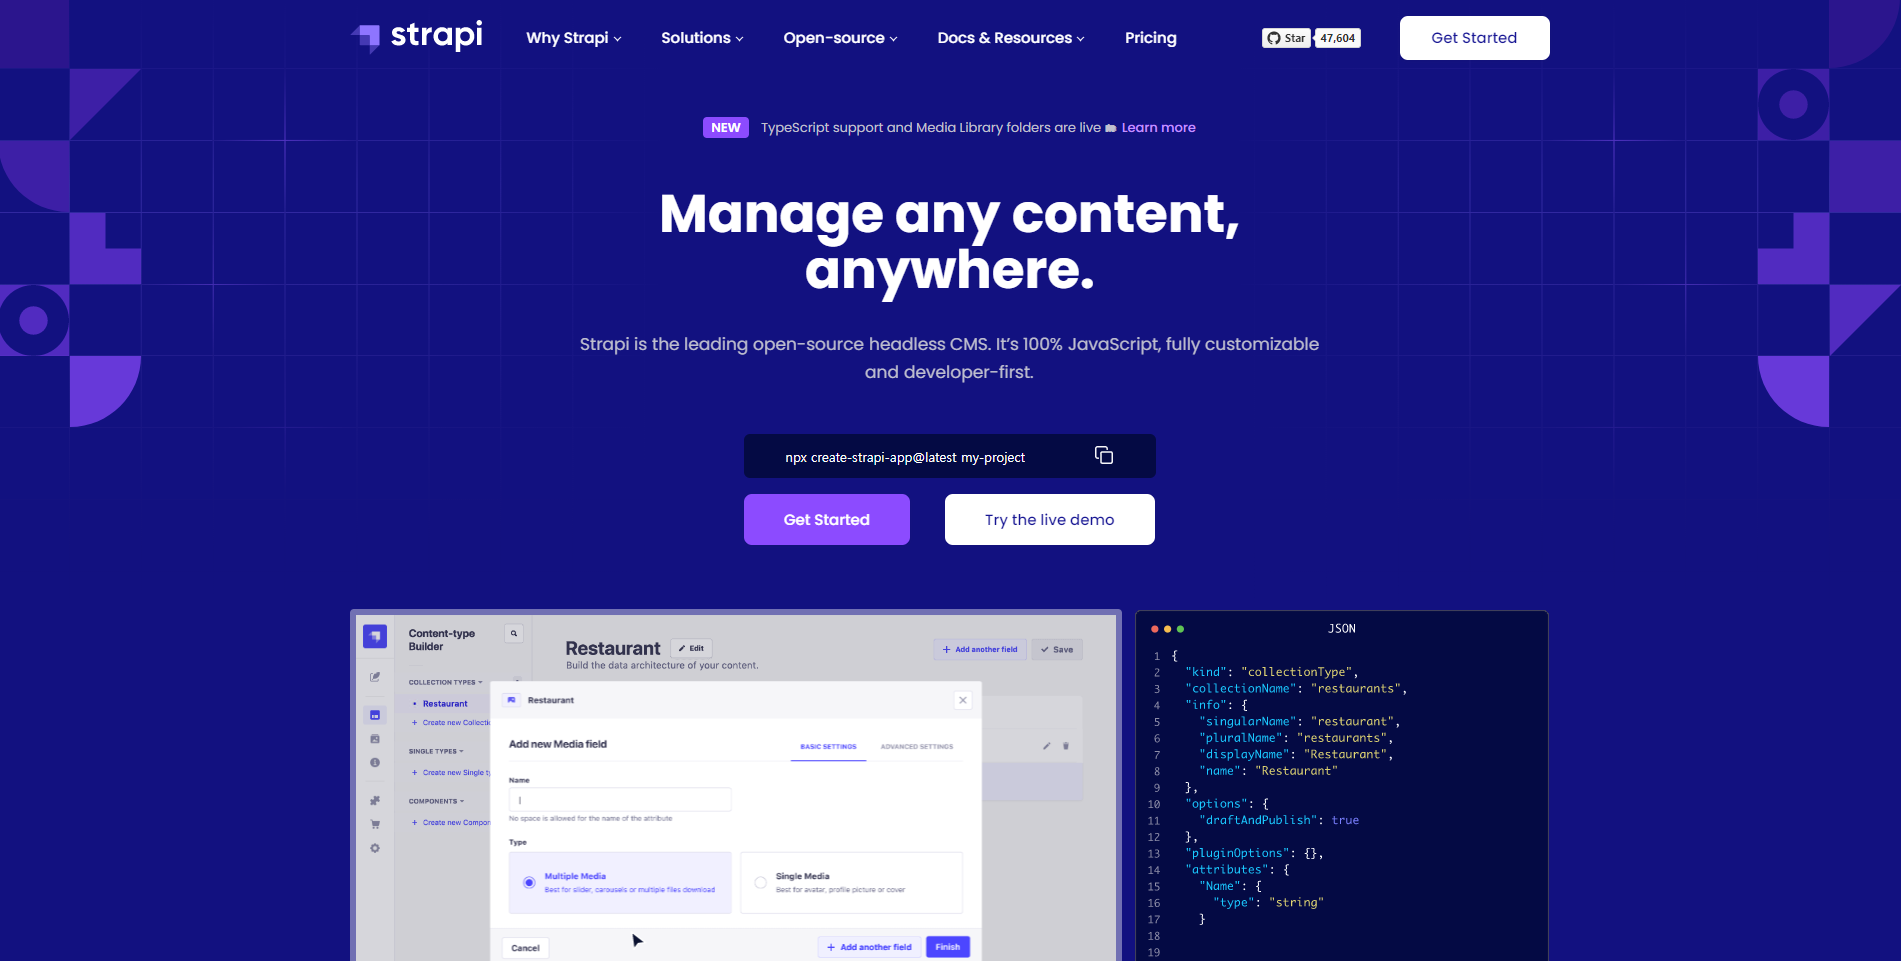 strapi
Why Strapi
Solutions
Open-source
Docs & Resources
Pricing
Star
47,604
Get Started
NEW
TypeScript support and Media Library folders are live
Learn more
Manage any content,
anywhere.
Strapi is the leading open-source headless CMS. It's 100% JavaScript, fully customizable
and developer-first.
npx create-strapi-app@latest my-project
Get Started
Try the live demo
Content-type
Builder
COLLECTION TYPES
Restaurant
+ Create new Collectio
SINGLE TYPES
+ Create new Single ty
COMPONENTS
+ Create new Compon
Restaurant
Edit
Build the data architecture of your content.
+ Add another field
Save
Restaurant
Add new Media field
BASIC SETTINGS
ADVANCED SETTINGS
Name
No space is allowed for the name of the attribute
Type
Multiple Media
Best for slider, carousels or multiple files download
Single Media
Best for avatar, profile picture or cover
Cancel
+ Add another field
Finish
JSON
1 {
2 "kind": "collectionType",
3 "collectionName": "restaurants",
4 "info": {
5 "singularName": "restaurant",
6 "pluralName": "restaurants",
7 "displayName": "Restaurant",
8 "name": "Restaurant"
9 },
10 "options": {
11 "draftAndPublish": true
12 },
13 "pluginOptions": {},
14 "attributes": {
15 "Name": {
16 "type": "string"
17 }
18
19